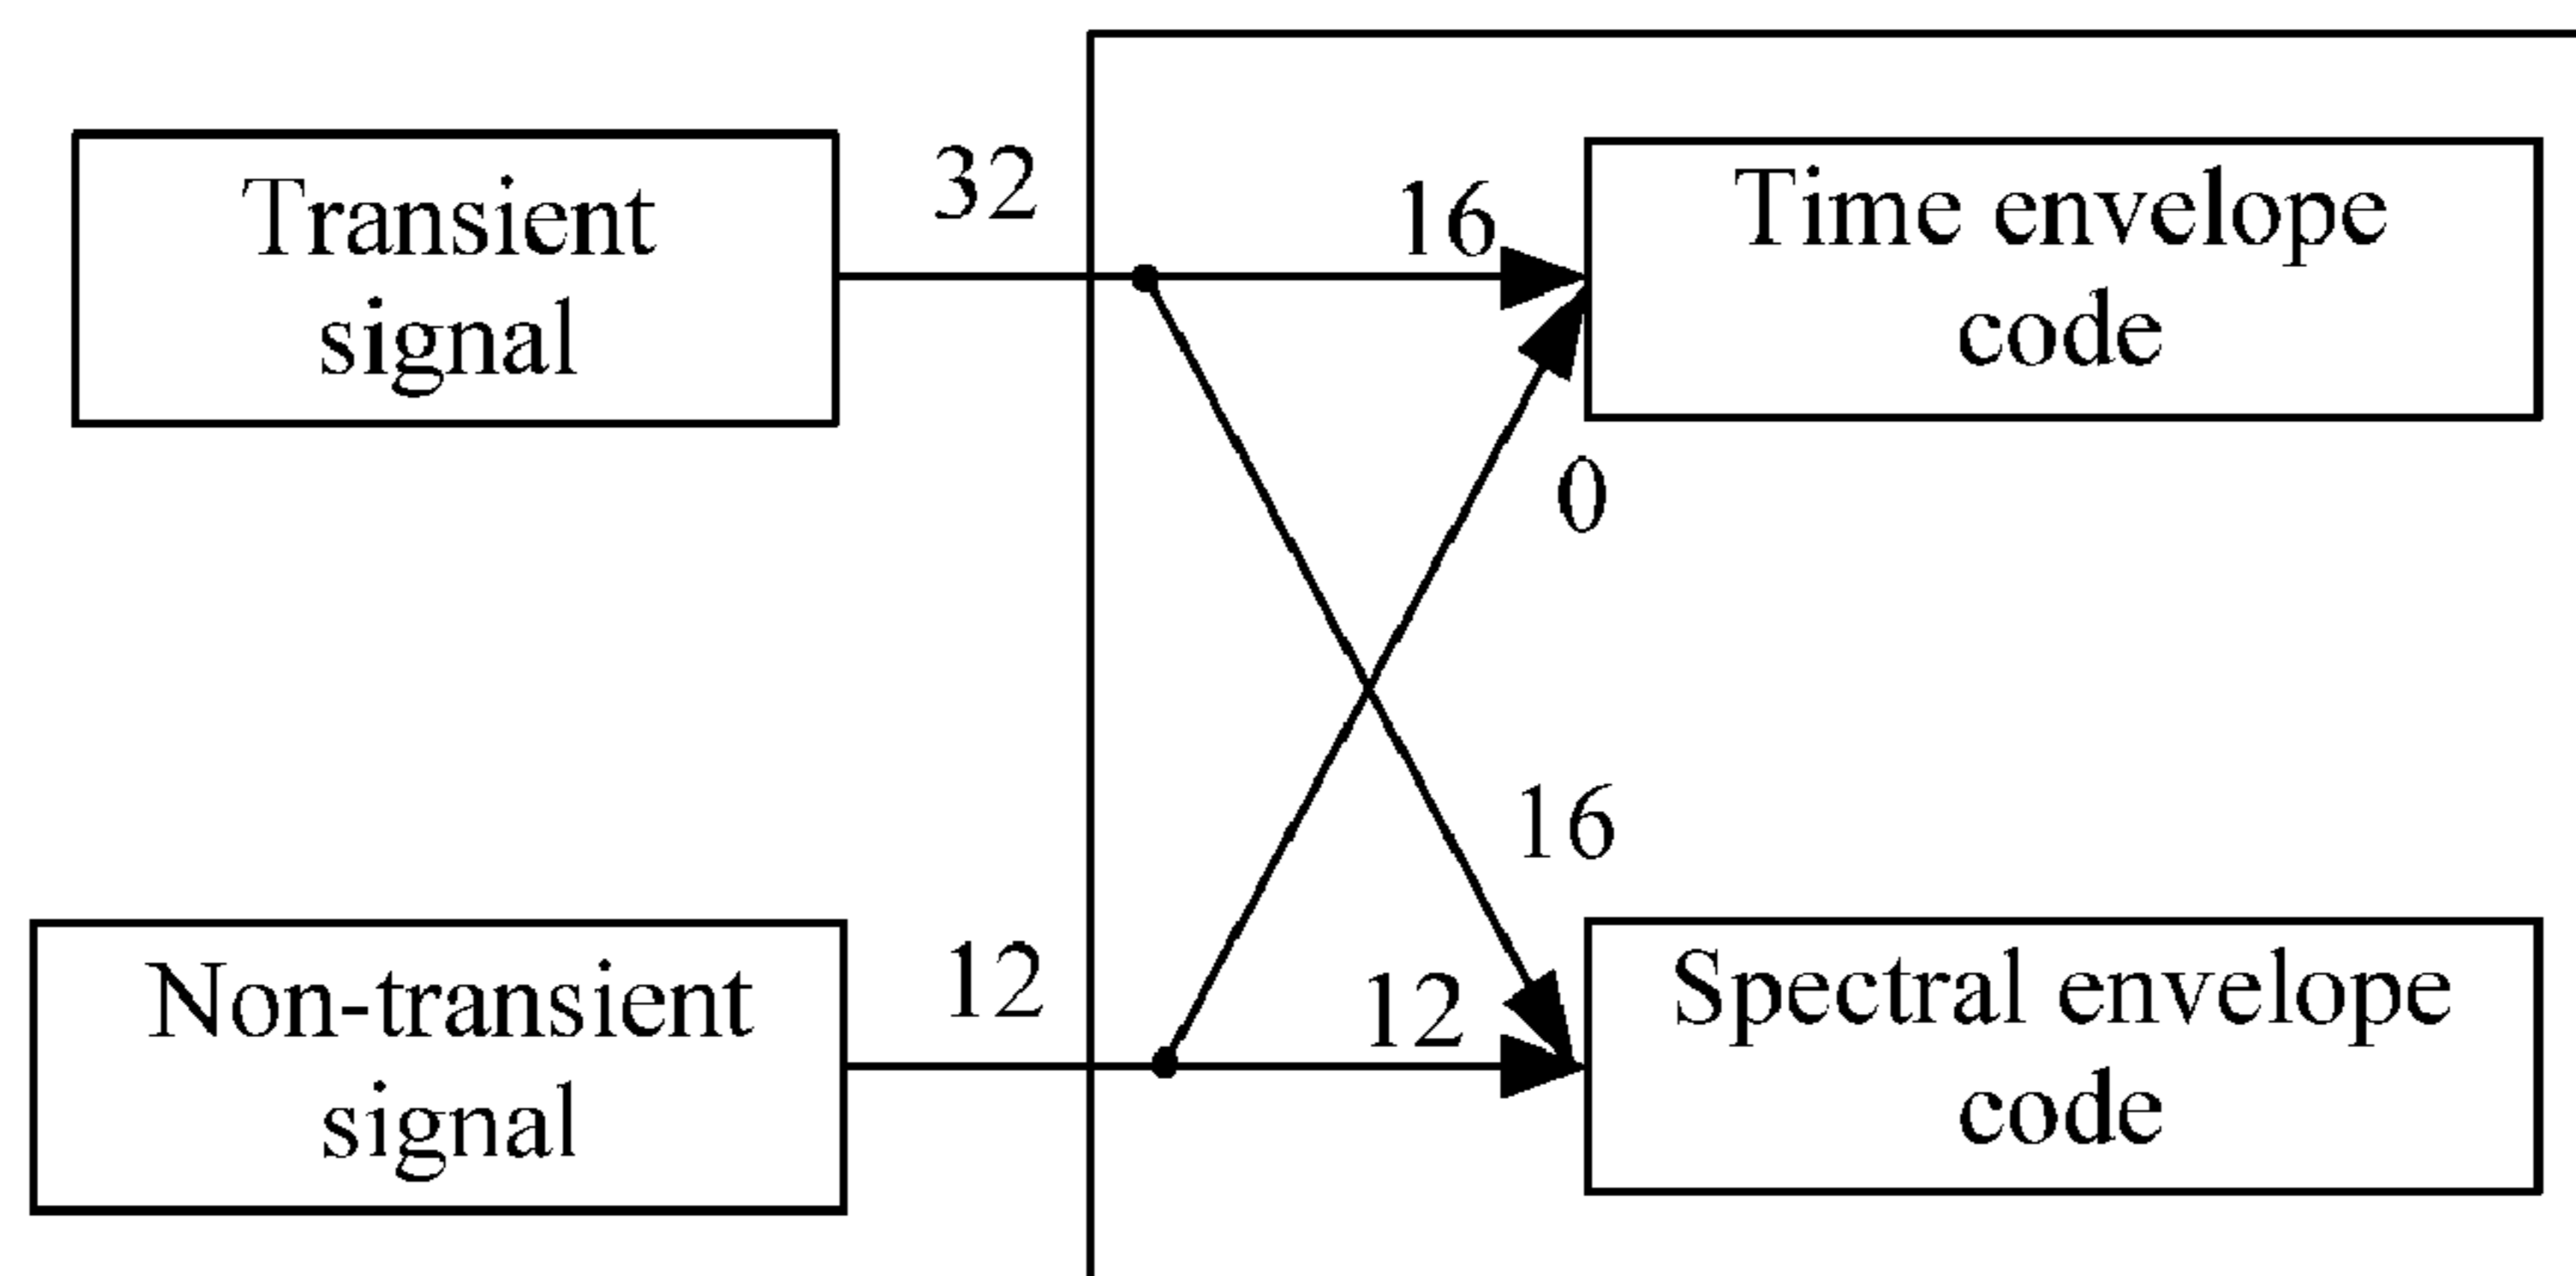 Transient
signal
32
16
Time envelope
code
0
16
Non-transient
signal
12
12
Spectral envelope
code